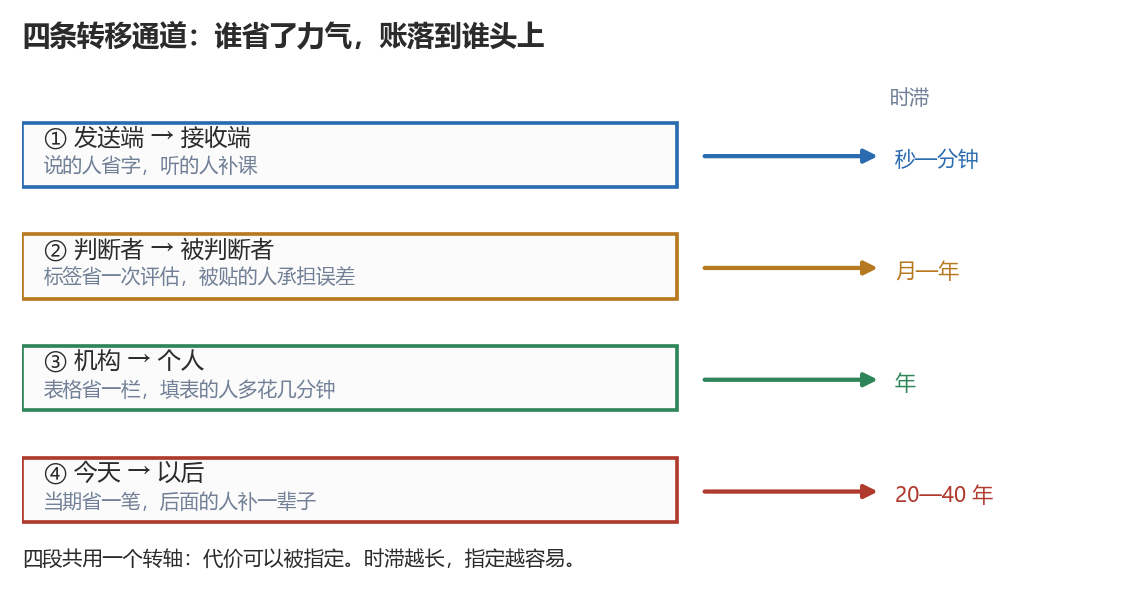 四条转移通道：谁省了力气，账落到谁头上
时滞
① 发送端 → 接收端
说的人省字，听的人补课
秒—分钟
② 判断者 → 被判断者
标签省一次评估，被贴的人承担误差
月—年
③ 机构 → 个人
表格省一栏，填表的人多花几分钟
年
④ 今天 → 以后
当期省一笔，后面的人补一辈子
20—40 年
四段共用一个转轴：代价可以被指定。时滞越长，指定越容易。